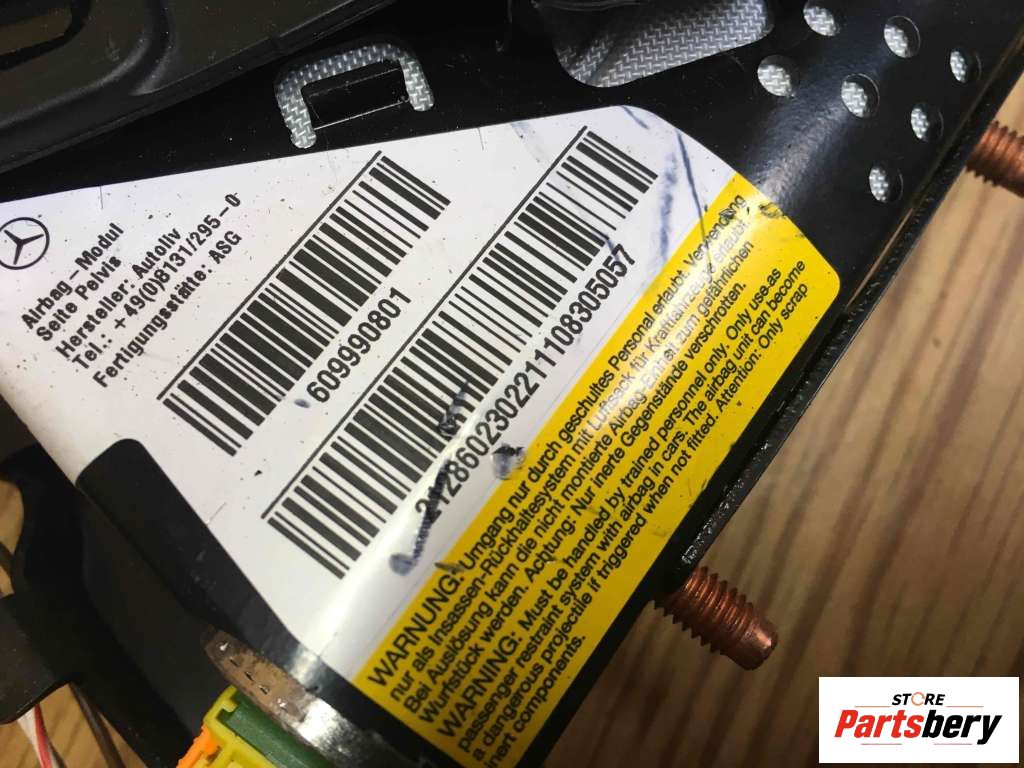 Airbag-Modul
Seite Pelvis
Hersteller: Autoliv
Tel.: +49(0)8131/295-0
Fertigungsstätte: ASG
609990801
2128602302211108305057
WARNUNG: Umgang nur durch geschultes Personal erlaubt. Verwendung
nur als Insassen-Rückhaltesystem mit Luftsack für Kraftfahrzeuge erlaubt.
Bei Auslösung kann die nicht montierte Airbag-Einheit zum gefährlichen
Wurfstück werden. Achtung: Nur inerte Gegenstände verschrotten.
WARNING: Must be handled by trained personnel only. Only use-as
passenger restraint system with airbag in cars. The airbag unit can become
a dangerous projectile if triggered when not fitted. Attention: Only scrap
inert components.
STORE
Partsbery